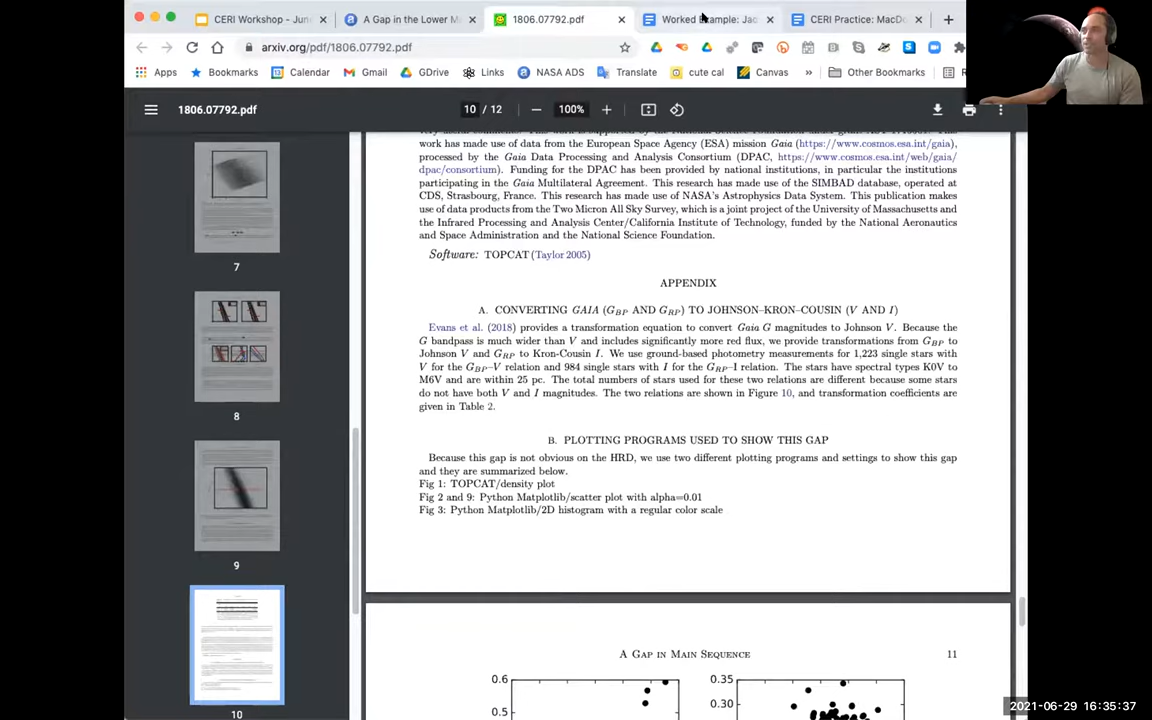 CERI Workshop - June
A Gap in the Lower M
1806.07792.pdf
Worked Example: Jac
CERI Practice: MacDo
arxiv.org/pdf/1806.07792.pdf
Apps
Bookmarks
Calendar
Gmail
GDrive
Links
NASA ADS
Translate
cute cal
Canvas
»
Other Bookmarks
1806.07792.pdf
10 / 12
100%
7
8
9
10
work has made use of data from the European Space Agency (ESA) mission Gaia (https://www.cosmos.esa.int/gaia),
processed by the Gaia Data Processing and Analysis Consortium (DPAC, https://www.cosmos.esa.int/web/gaia/
dpac/consortium). Funding for the DPAC has been provided by national institutions, in particular the institutions
participating in the Gaia Multilateral Agreement. This research has made use of the SIMBAD database, operated at
CDS, Strasbourg, France. This research has made use of NASA's Astrophysics Data System. This publication makes
use of data products from the Two Micron All Sky Survey, which is a joint project of the University of Massachusetts and
the Infrared Processing and Analysis Center/California Institute of Technology, funded by the National Aeronautics
and Space Administration and the National Science Foundation.
Software: TOPCAT (Taylor 2005)
APPENDIX
A. CONVERTING GAIA (GBP AND GRP) TO JOHNSON–KRON–COUSIN (V AND I)
Evans et al. (2018) provides a transformation equation to convert Gaia G magnitudes to Johnson V. Because the
G bandpass is much wider than V and includes significantly more red flux, we provide transformations from GBP to
Johnson V and GRP to Kron-Cousin I. We use ground-based photometry measurements for 1,223 single stars with
V for the GBP–V relation and 984 single stars with I for the GRP–I relation. The stars have spectral types K0V to
M6V and are within 25 pc. The total numbers of stars used for these two relations are different because some stars
do not have both V and I magnitudes. The two relations are shown in Figure 10, and transformation coefficients are
given in Table 2.
B. PLOTTING PROGRAMS USED TO SHOW THIS GAP
Because this gap is not obvious on the HRD, we use two different plotting programs and settings to show this gap
and they are summarized below.
Fig 1: TOPCAT/density plot
Fig 2 and 9: Python Matplotlib/scatter plot with alpha=0.01
Fig 3: Python Matplotlib/2D histogram with a regular color scale
A Gap in Main Sequence
11
0.6
0.5
0.35
0.30
2021-06-29 16:35:37